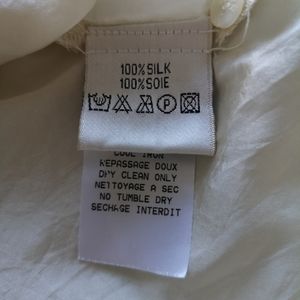 100% SILK
100% SOIE
P
COOL IRON
REPASSAGE DOUX
DRY CLEAN ONLY
NETTOYAGE A SEC
NO TUMBLE DRY
SECHAGE INTERDIT